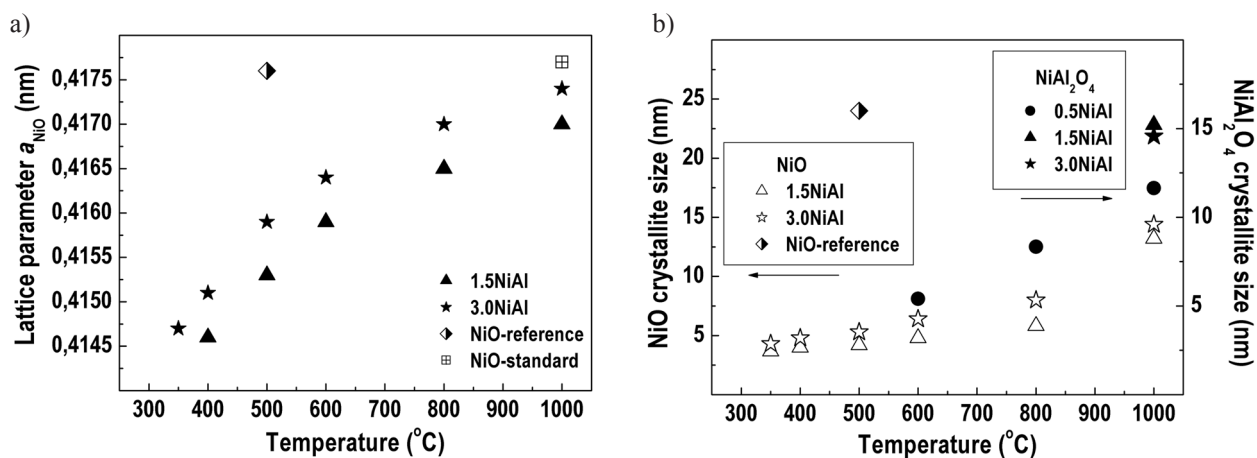 a)
Lattice parameter a_NiO (nm)
0,4175
0,4170
0,4165
0,4160
0,4155
0,4150
0,4145
1.5NiAl
3.0NiAl
NiO-reference
NiO-standard
300 400 500 600 700 800 900 1000
Temperature (°C)
b)
NiO crystallite size (nm)
25
20
15
10
5
0
NiO
1.5NiAl
3.0NiAl
NiO-reference
NiAl₂O₄
0.5NiAl
1.5NiAl
3.0NiAl
15
10
5
NiAl₂O₄ crystallite size (nm)
300 400 500 600 700 800 900 1000
Temperature (°C)